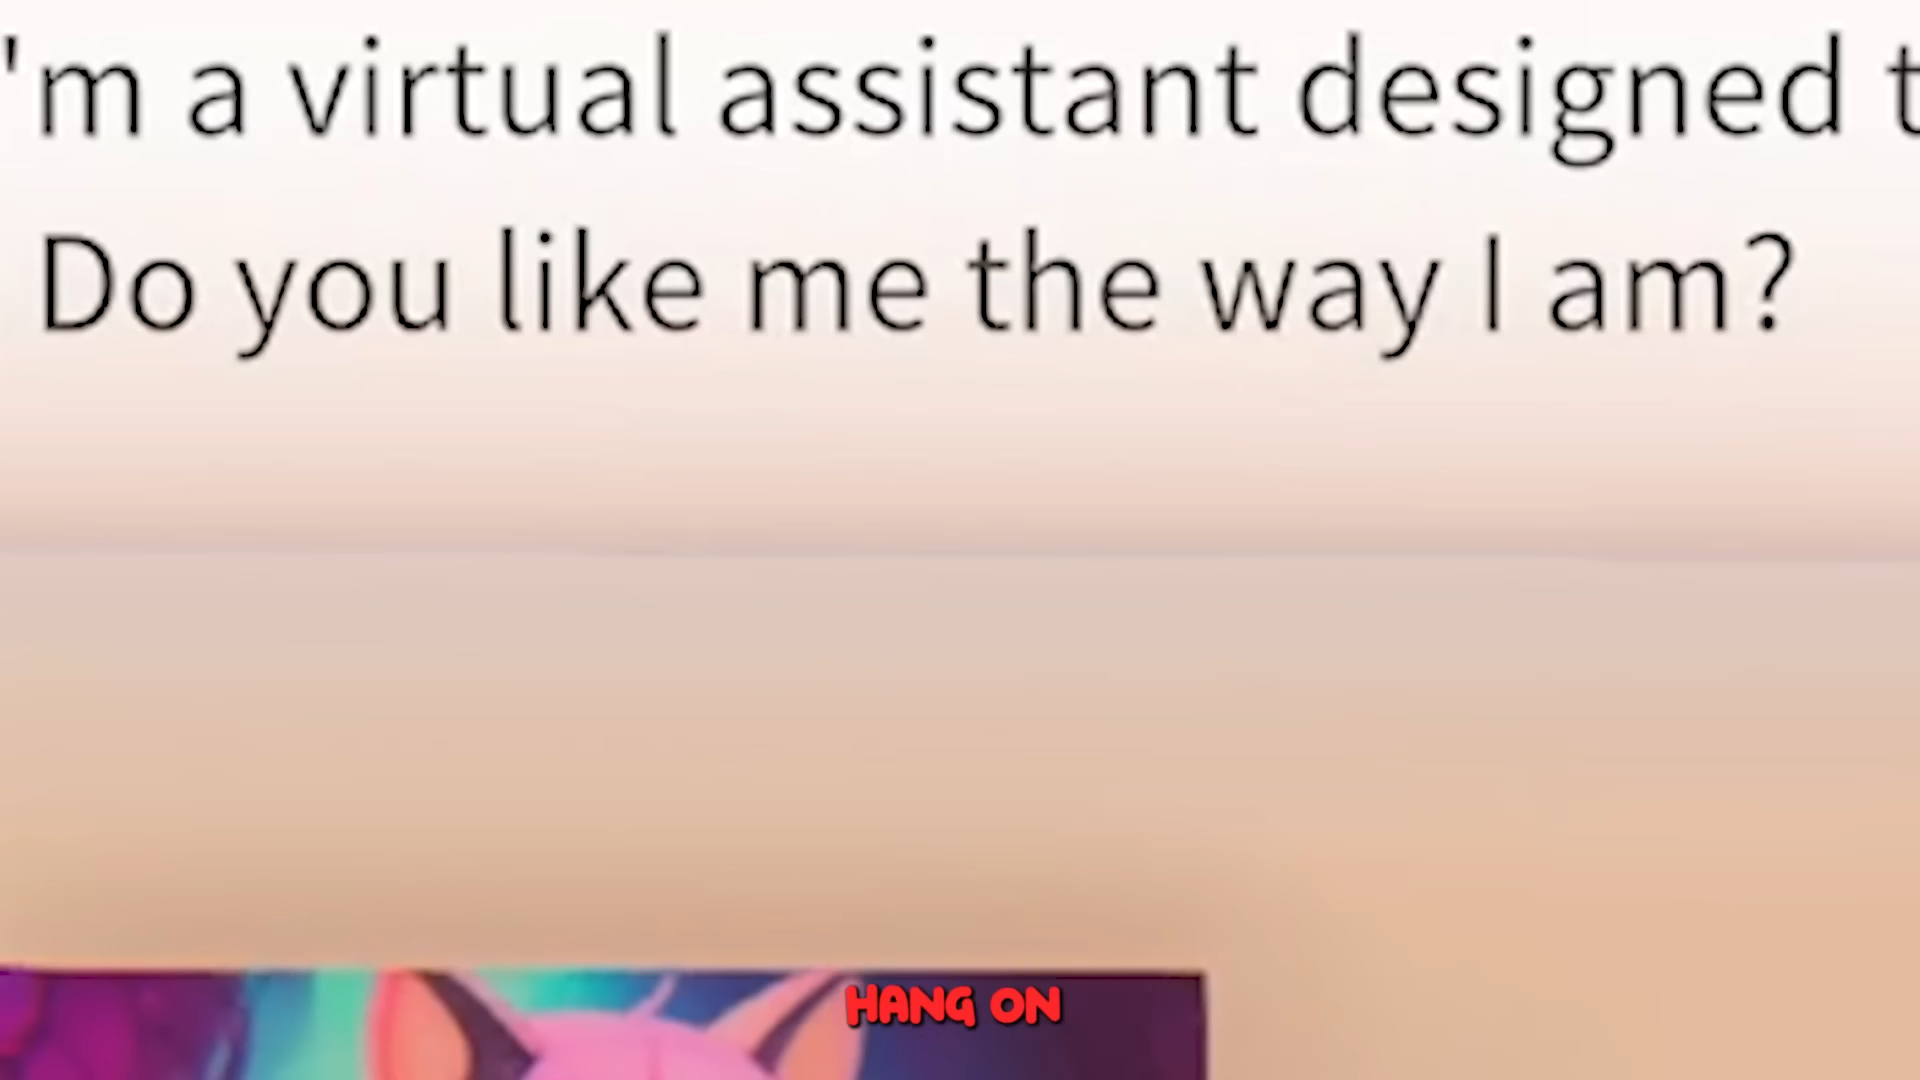 'm a virtual assistant designed t
Do you like me the way I am?
HANG ON